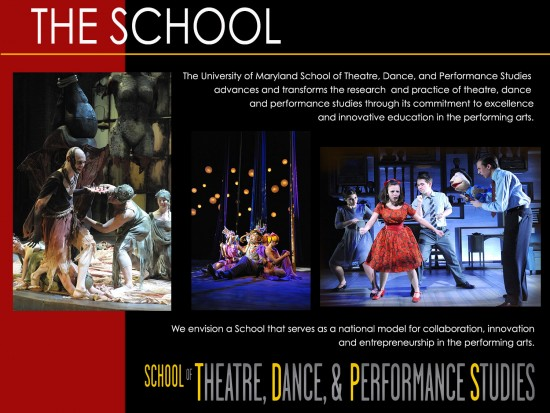 THE SCHOOL
The University of Maryland School of Theatre, Dance, and Performance Studies
advances and transforms the research and practice of theatre, dance
and performance studies through its commitment to excellence
and innovative education in the performing arts.
We envision a School that serves as a national model for collaboration, innovation
and entrepreneurship in the performing arts.
SCHOOL OF THEATRE, DANCE, & PERFORMANCE STUDIES